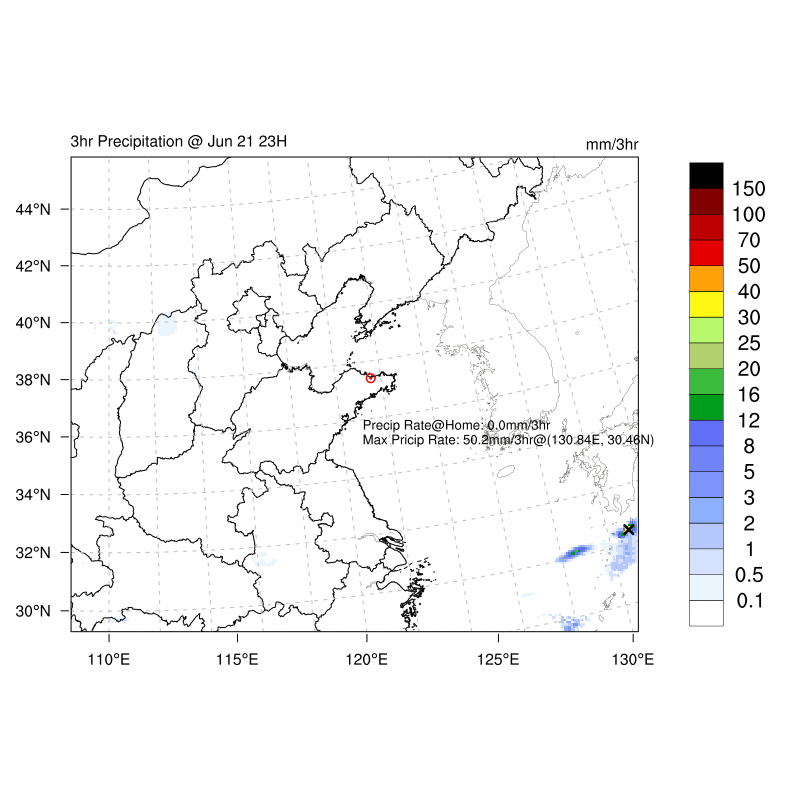 3hr Precipitation @ Jun 21 23H
mm/3hr
44°N
42°N
40°N
38°N
36°N
34°N
32°N
30°N
110°E
115°E
120°E
125°E
130°E
Precip Rate@Home: 0.0mm/3hr
Max Pricip Rate: 50.2mm/3hr@(130.84E, 30.46N)
150
100
70
50
40
30
25
20
16
12
8
5
3
2
1
0.5
0.1